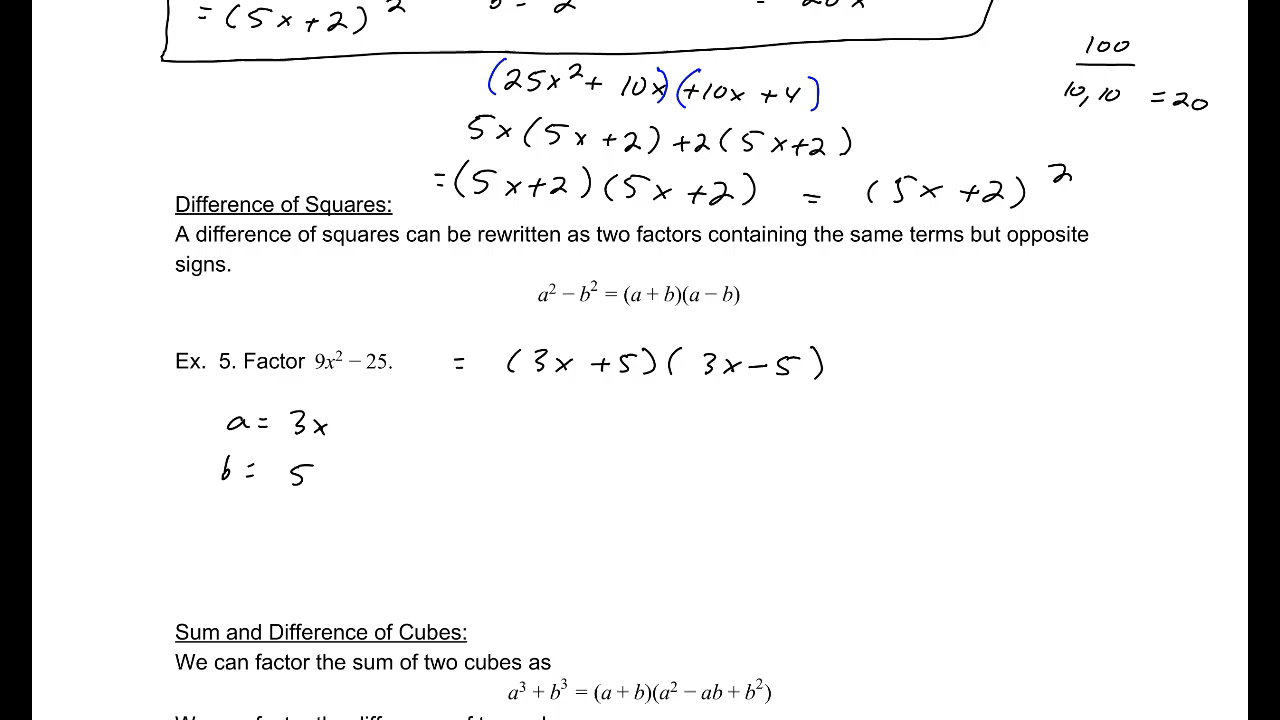 = (5x+2)²
100
(25x²+ 10x)(+10x +4)
10, 10 = 20
5x(5x+2) +2(5x+2)
=(5x+2)(5x+2) = (5x+2)²
Difference of Squares:
A difference of squares can be rewritten as two factors containing the same terms but opposite
signs.
a² − b² = (a + b)(a − b)
Ex. 5. Factor 9x² − 25. = (3x +5)(3x−5)
a = 3x
b = 5
Sum and Difference of Cubes:
We can factor the sum of two cubes as
a³ + b³ = (a + b)(a² − ab + b²)